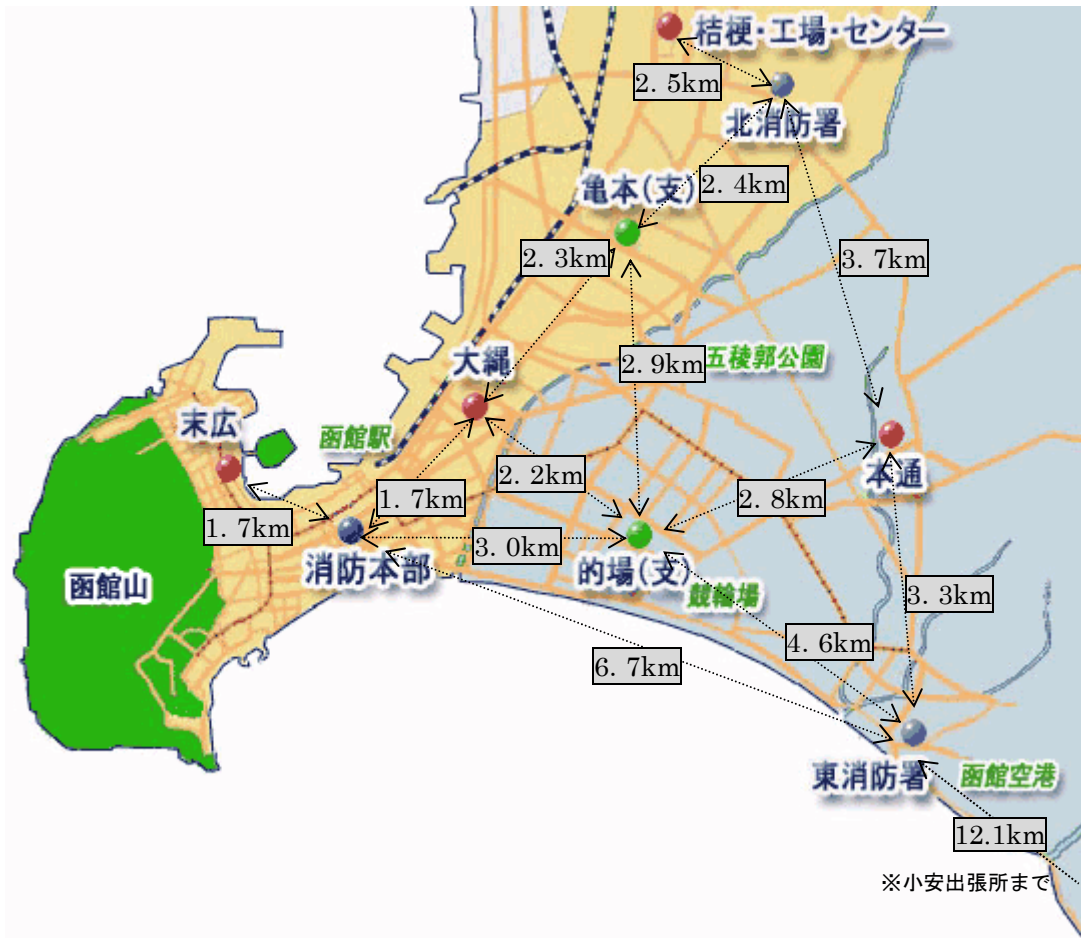 桔梗・工場・センター
2.5km
北消防署
亀本(支)
2.4km
2.3km
3.7km
大縄
2.9km
五稜郭公園
末広
函館駅
本通
2.2km
1.7km
2.8km
1.7km
3.0km
消防本部
的場(支)
函館山
競輪場
3.3km
4.6km
6.7km
東消防署
函館空港
12.1km
※小安出張所まで